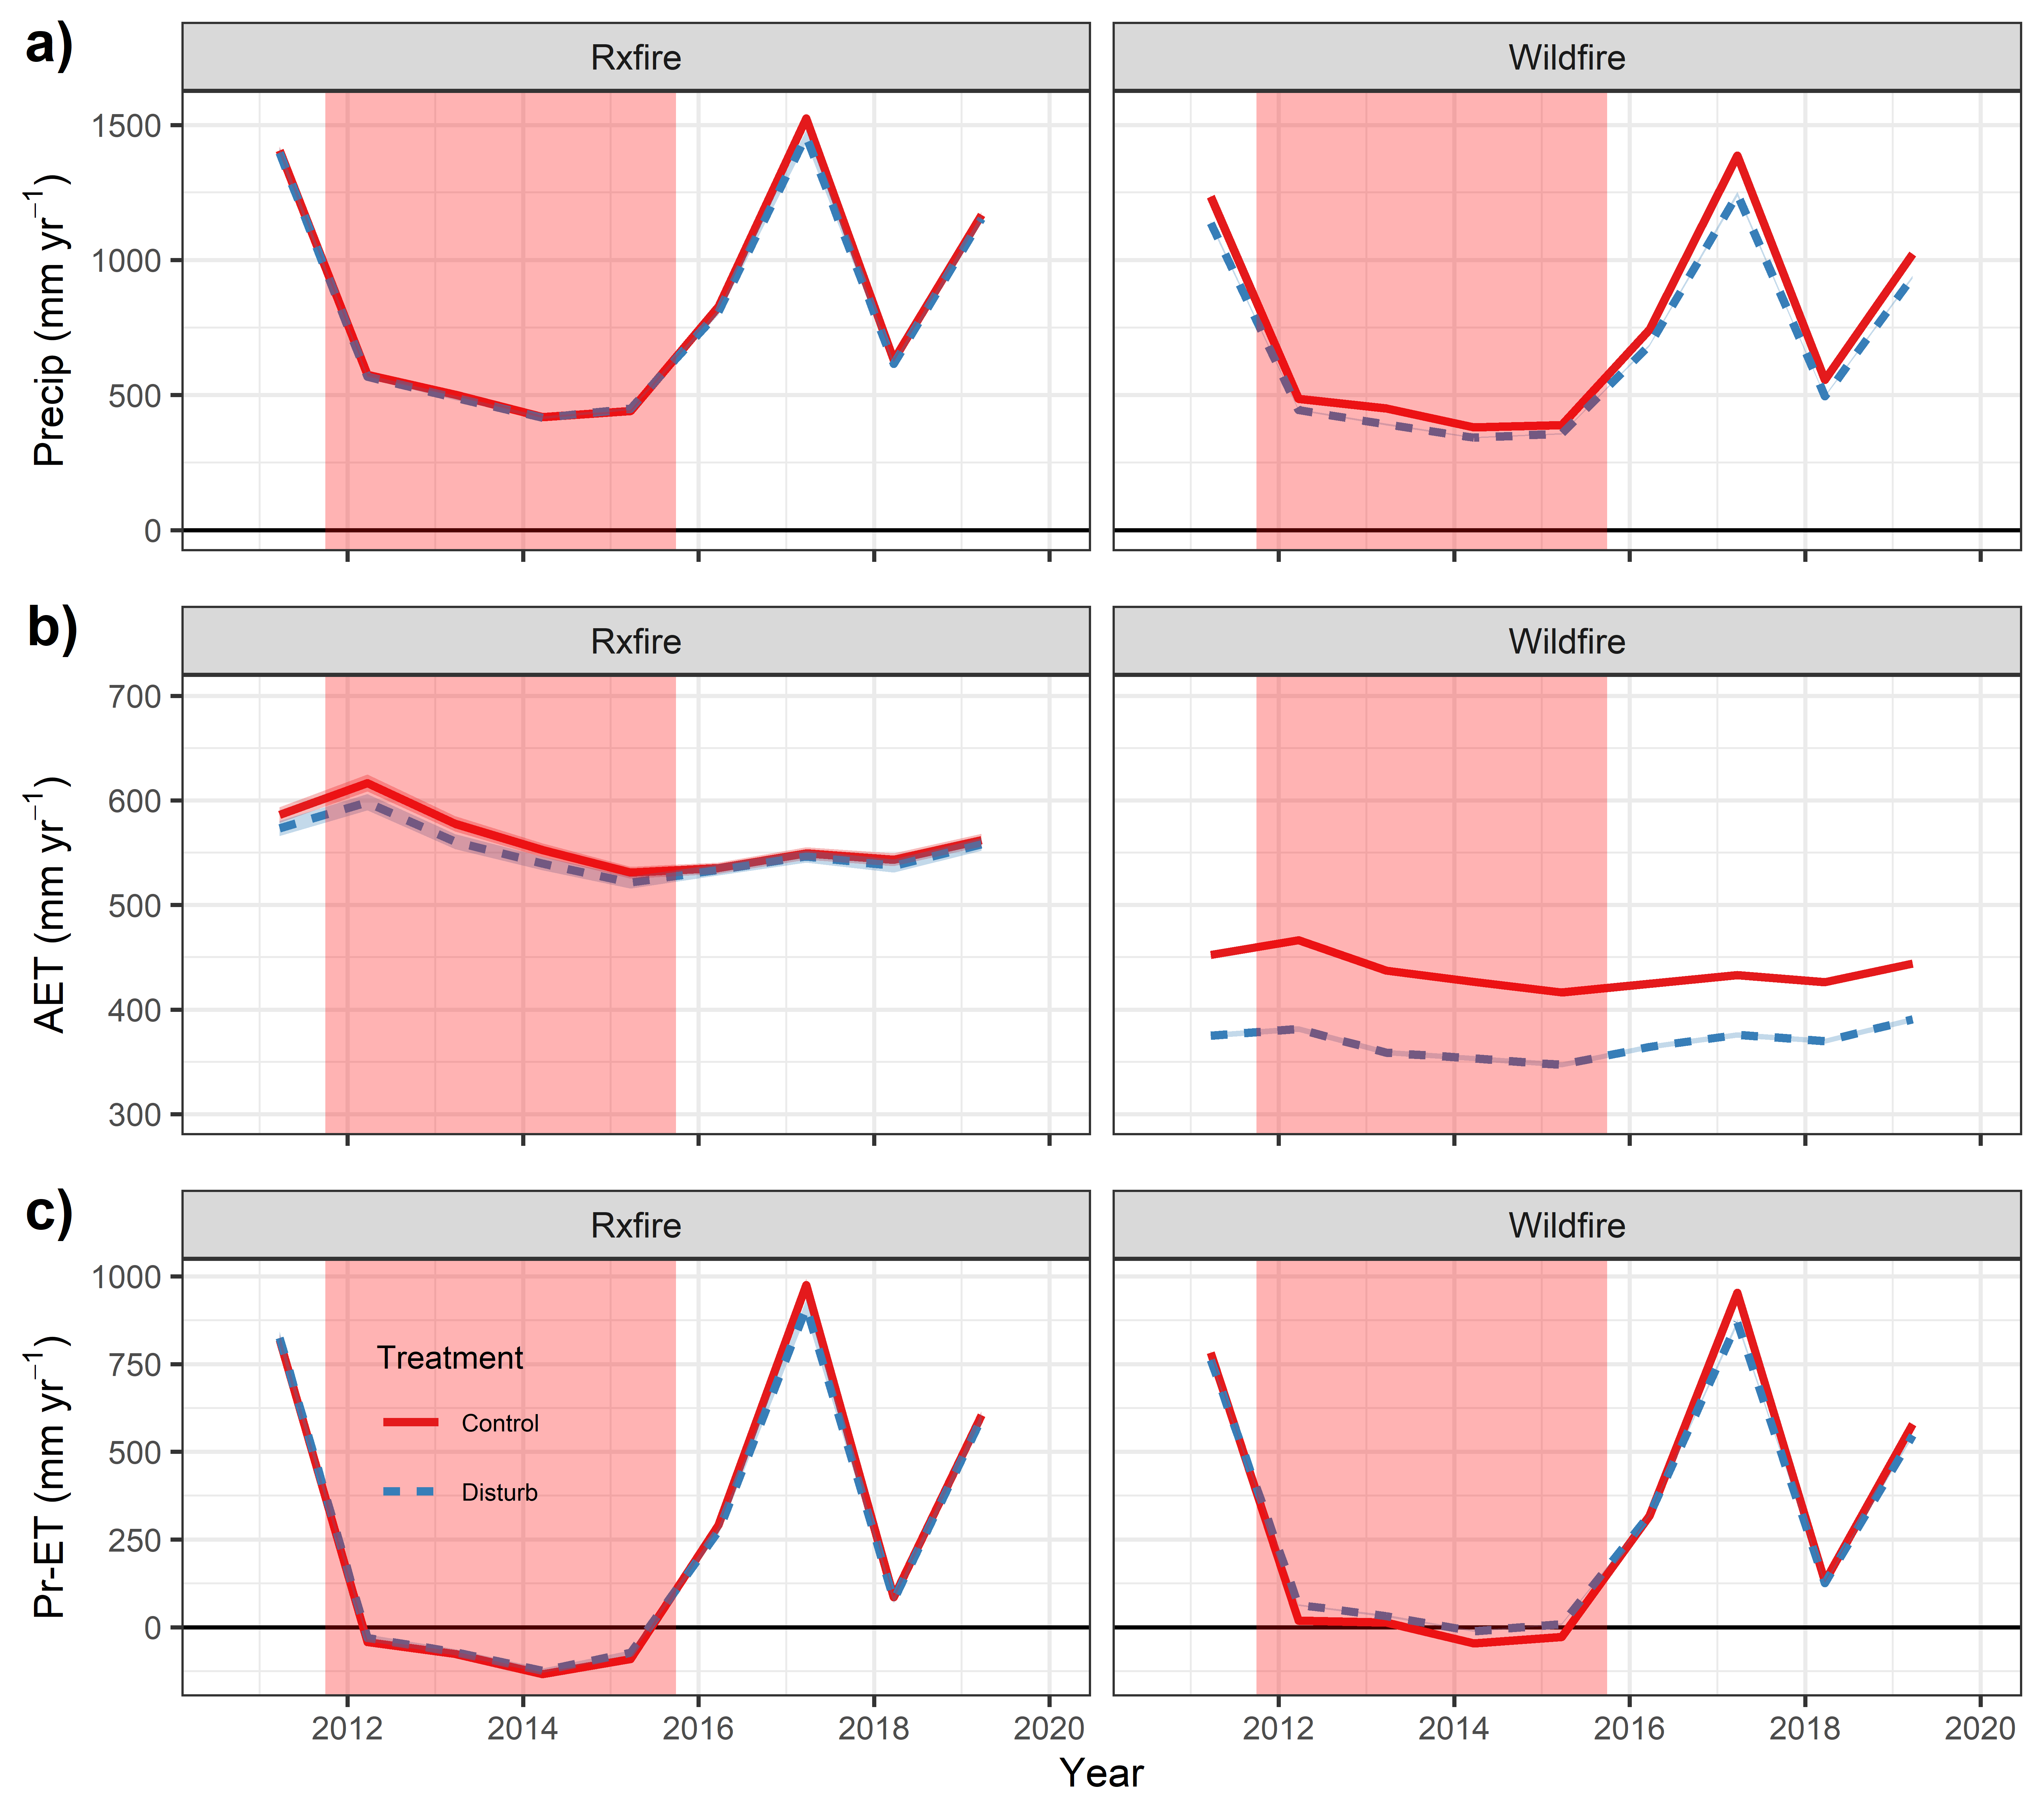 a)
Rxfire
Wildfire
Precip (mm yr⁻¹)
1500
1000
500
0
b)
Rxfire
Wildfire
AET (mm yr⁻¹)
700
600
500
400
300
c)
Rxfire
Wildfire
Pr-ET (mm yr⁻¹)
1000
750
500
250
0
Treatment
Control
Disturb
2012 2014 2016 2018 2020
2012 2014 2016 2018 2020
Year